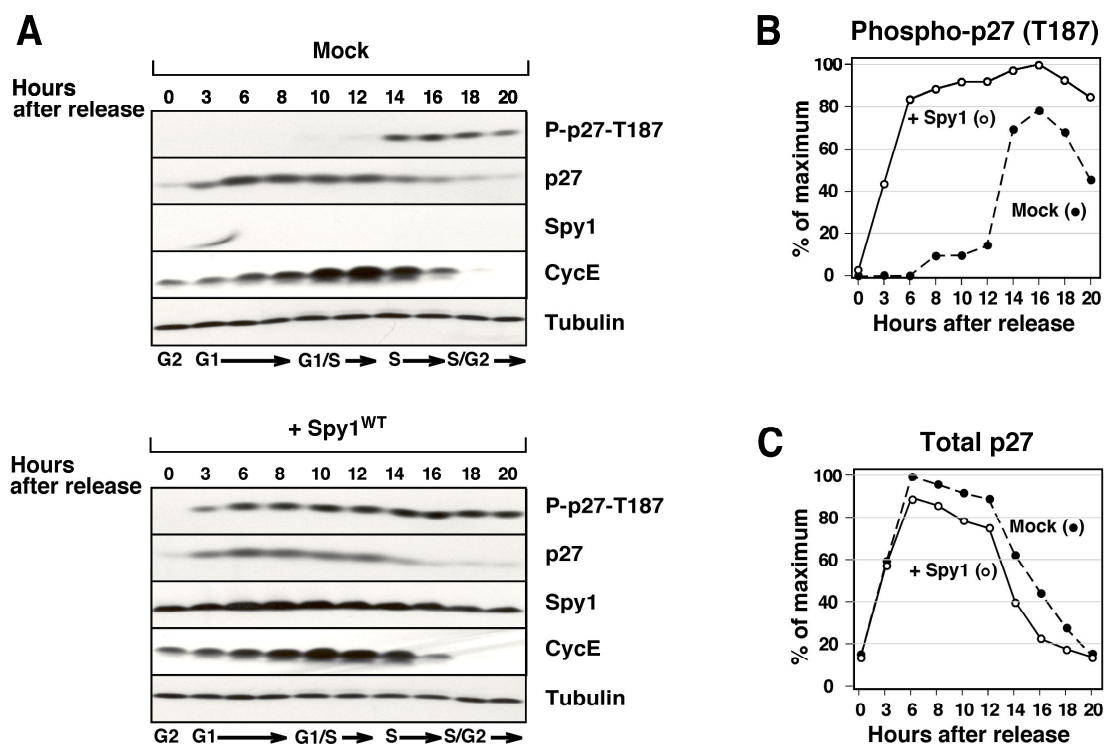 A
Mock
Hours
after release
0 3 6 8 10 12 14 16 18 20
P-p27-T187
p27
Spy1
CycE
Tubulin
G2 G1 G1/S S S/G2
+ Spy1WT
Hours
after release
0 3 6 8 10 12 14 16 18 20
P-p27-T187
p27
Spy1
CycE
Tubulin
G2 G1 G1/S S S/G2
B
Phospho-p27 (T187)
% of maximum
100
80
60
40
20
0
+ Spy1 (o)
Mock (•)
0 3 6 8 10 12 14 16 18 20
Hours after release
C
Total p27
% of maximum
100
80
60
40
20
0
Mock (•)
+ Spy1 (o)
0 3 6 8 10 12 14 16 18 20
Hours after release